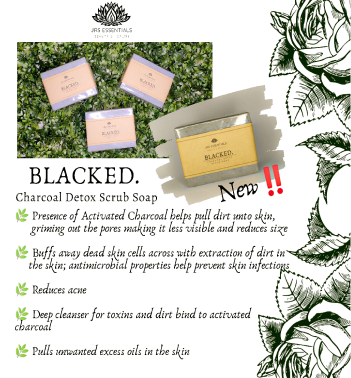 JRS ESSENTIALS
BLACKED.
BLACKED.
BLACKED.
JRS ESSENTIALS
BLACKED.
BLACKED.
Charcoal Detox Scrub Soap
New!!
Presence of Activated Charcoal helps pull dirt unto skin,
griming out the pores making it less visible and reduces size
Buffs away dead skin cells across with extraction of dirt in
the skin; antimicrobial properties help prevent skin infections
Reduces acne
Deep cleanser for toxins and dirt bind to activated
charcoal
Pulls unwanted excess oils in the skin